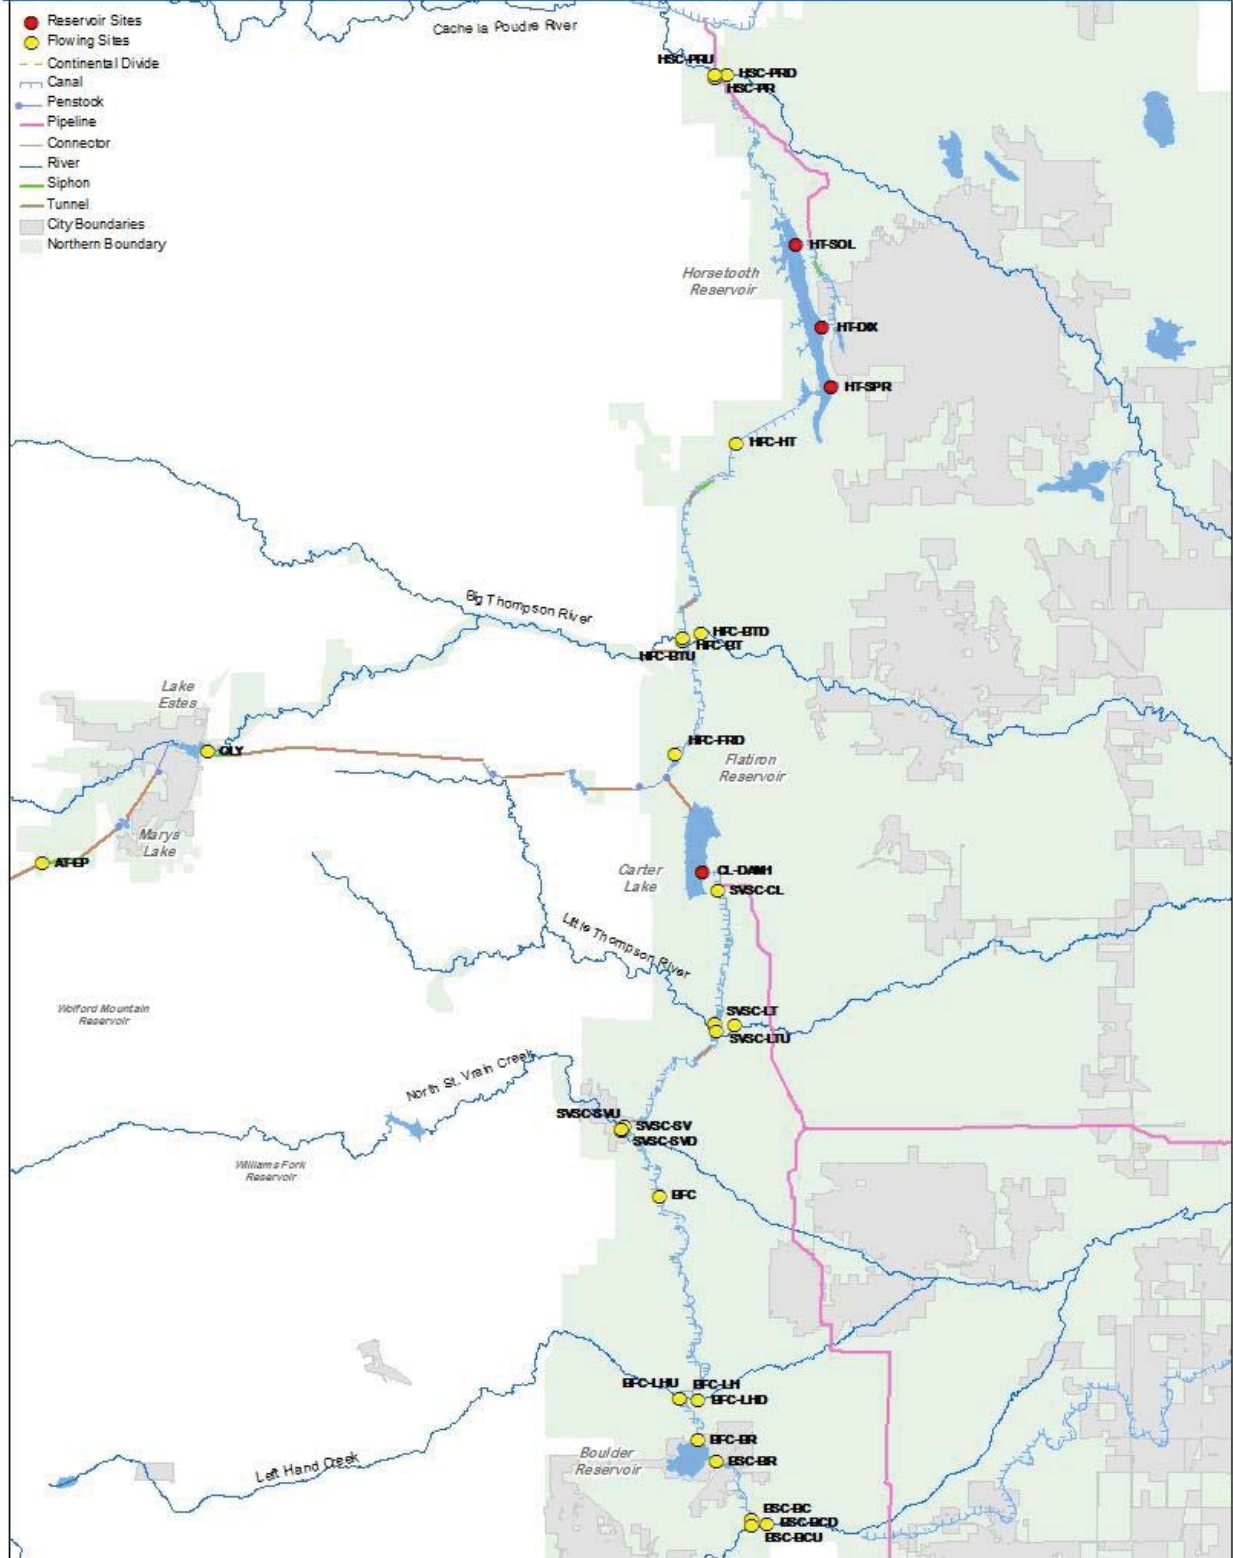 Reservoir Sites
Flowing Sites
Continental Divide
Canal
Penstock
Pipeline
Connector
River
Siphon
Tunnel
City Boundaries
Northern Boundary
Cache la Poudre River
HSC-PRU
HSC-PRD
HSC-PR
HT-SOL
Horsetooth
Reservoir
HT-DIX
HT-SPR
HFC-HT
Big Thompson River
HFC-BTD
HFC-BT
HFC-BTU
Lake
Estes
OLY
HFC-FRD
Flatiron
Reservoir
Marys
Lake
AT-EP
Carter
Lake
CL-DAM1
SVSC-CL
Little Thompson River
Wolford Mountain
Reservoir
SVSC-LT
SVSC-LTU
North St. Vrain Creek
SVSC-SVU
SVSC-SV
SVSC-SVD
Williams Fork
Reservoir
BFC
BFC-LHU
BFC-LH
BFC-LHD
BFC-BR
Boulder
Reservoir
BSC-BR
Left Hand Creek
BSC-BC
BSC-BCD
BSC-BCU